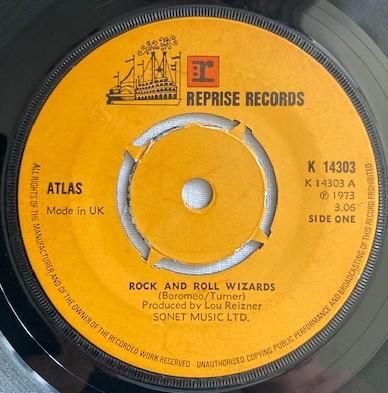 r
REPRISE RECORDS
ATLAS
Made in UK
K 14303
K 14303 A
℗ 1973
3.06
SIDE ONE
ROCK AND ROLL WIZARDS
(Boromeo/Turner)
Produced by Lou Reizner
SONET MUSIC LTD.
ALL RIGHTS OF THE MANUFACTURER AND OF THE OWNER OF THE RECORDED WORK RESERVED · UNAUTHORISED COPYING PUBLIC PERFORMANCE AND BROADCASTING OF THIS RECORD PROHIBITED